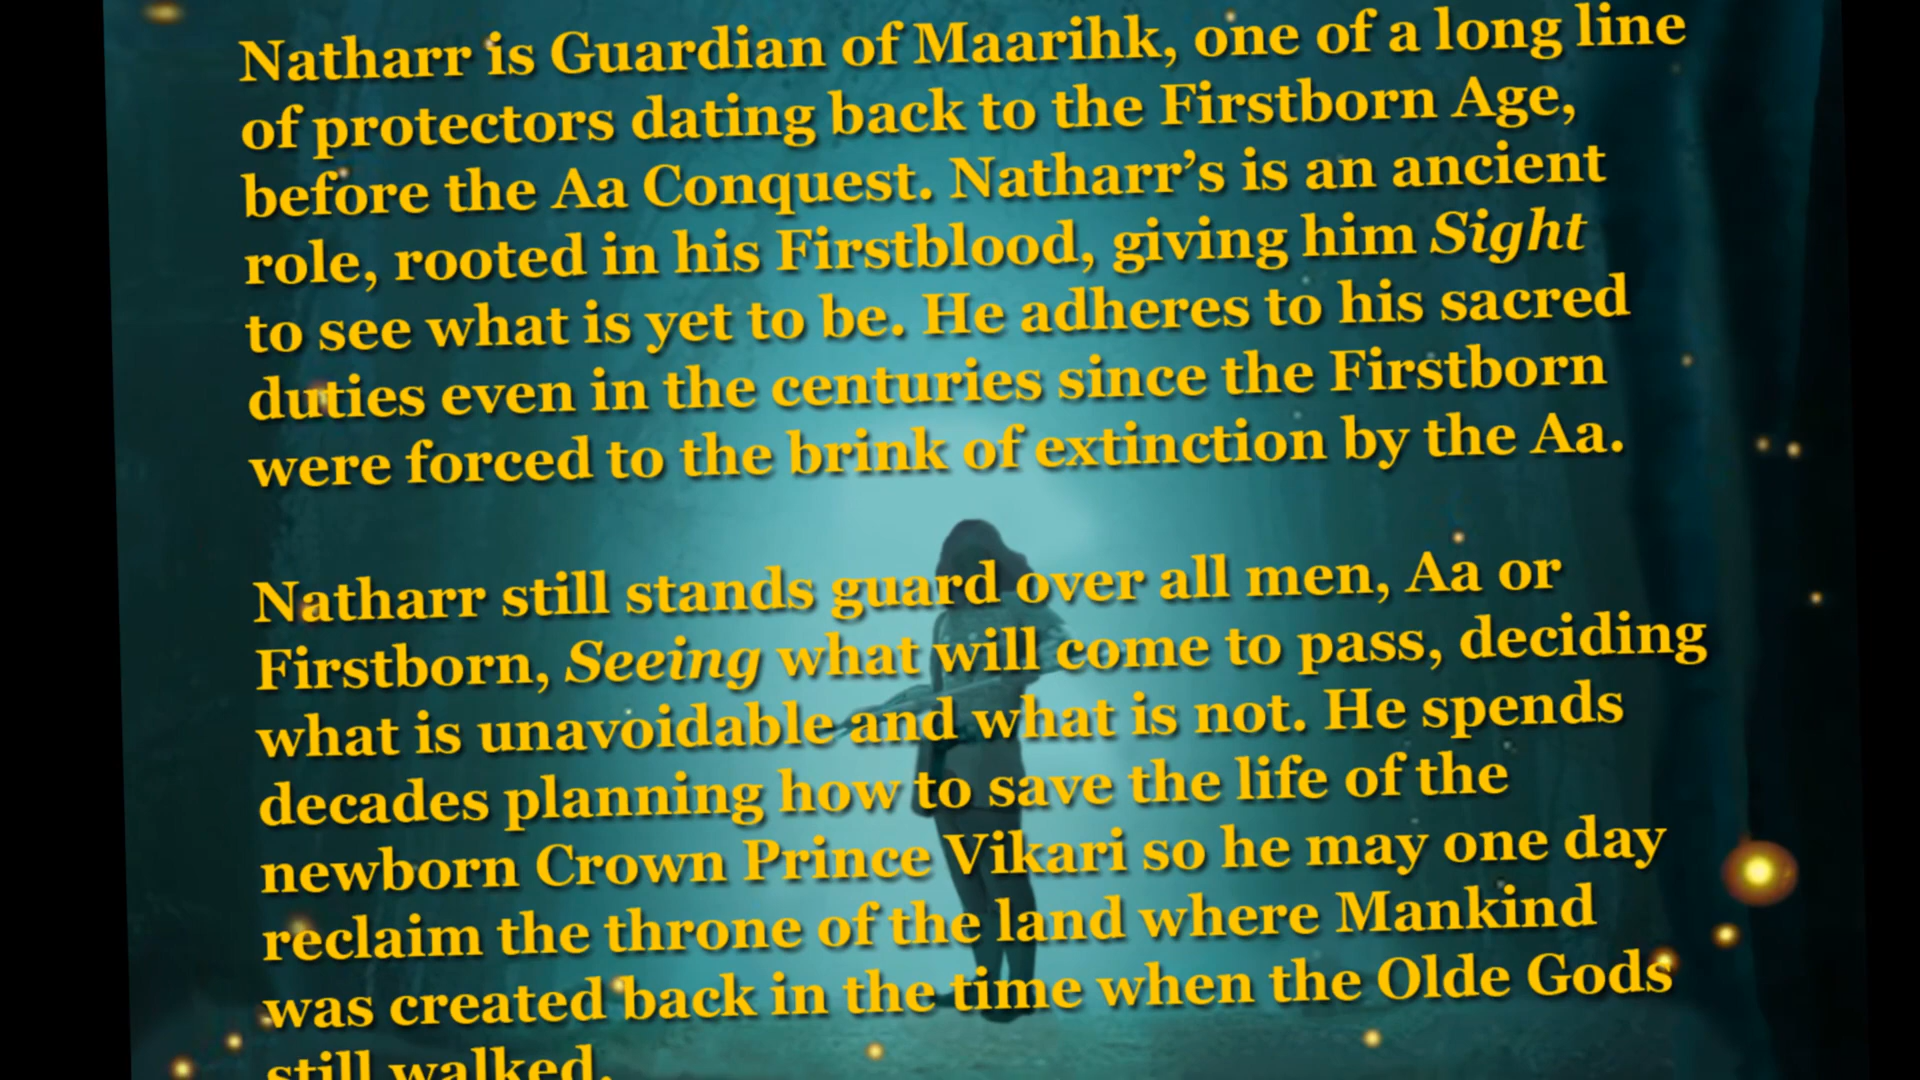 Natharr is Guardian of Maarihk, one of a long line
of protectors dating back to the Firstborn Age,
before the Aa Conquest. Natharr’s is an ancient
role, rooted in his Firstblood, giving him Sight
to see what is yet to be. He adheres to his sacred
duties even in the centuries since the Firstborn
were forced to the brink of extinction by the Aa.
Natharr still stands guard over all men, Aa or
Firstborn, Seeing what will come to pass, deciding
what is unavoidable and what is not. He spends
decades planning how to save the life of the
newborn Crown Prince Vikari so he may one day
reclaim the throne of the land where Mankind
was created back in the time when the Olde Gods
still walked.